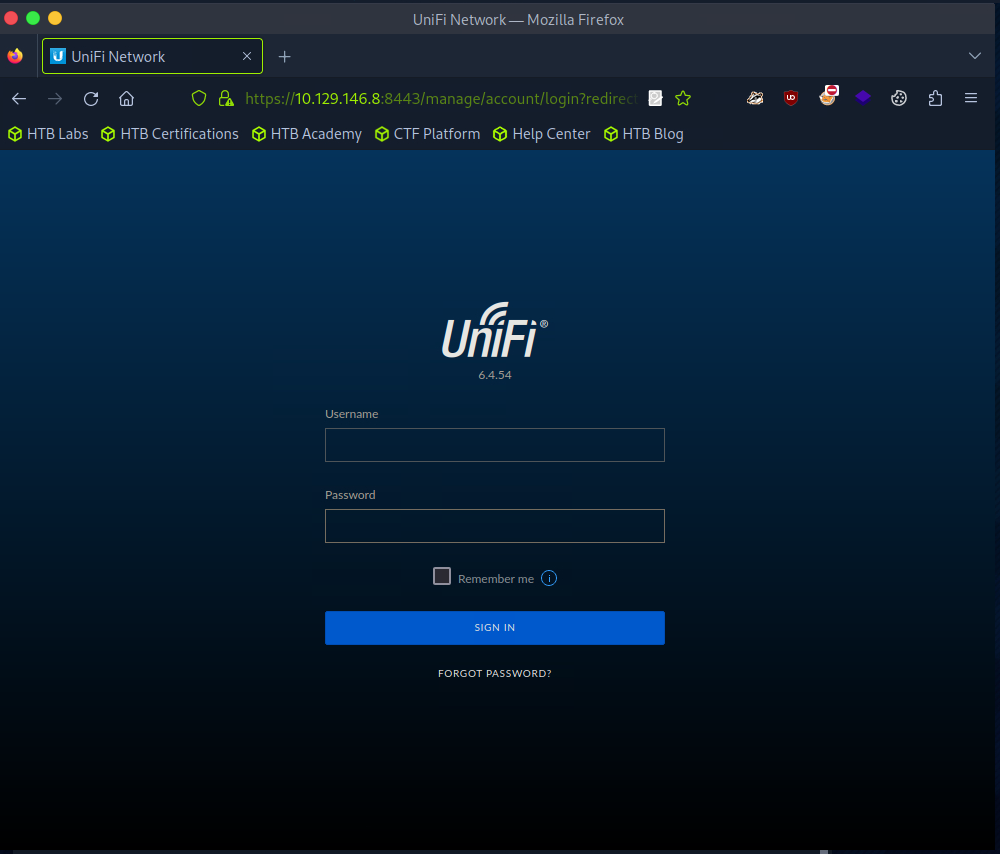 UniFi Network — Mozilla Firefox
UniFi Network
https://10.129.146.8:8443/manage/account/login?redirect
HTB Labs HTB Certifications HTB Academy CTF Platform Help Center HTB Blog
UniFi®
6.4.54
Username
Password
Remember me
SIGN IN
FORGOT PASSWORD?